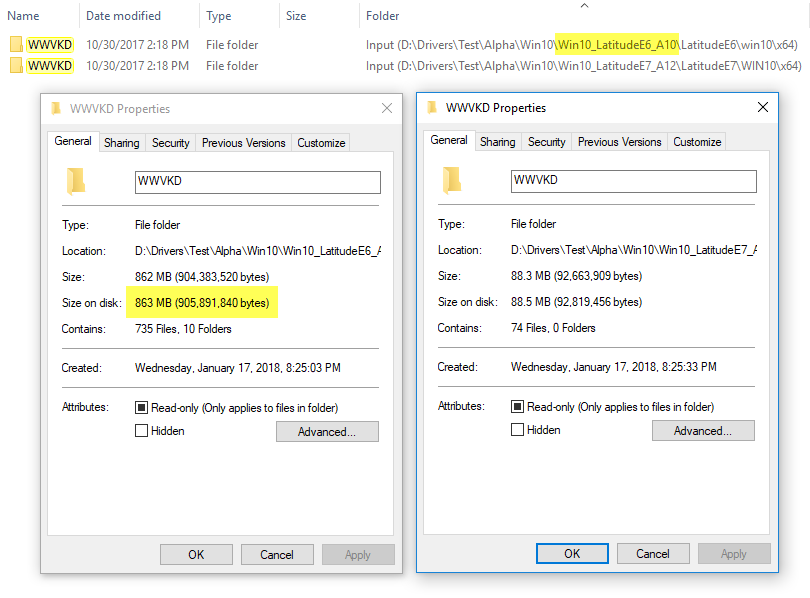 Name Date modified Type Size Folder
WWVKD 10/30/2017 2:18 PM File folder Input (D:\Drivers\Test\Alpha\Win10\Win10_LatitudeE6_A10\LatitudeE6\win10\x64)
WWVKD 10/30/2017 2:18 PM File folder Input (D:\Drivers\Test\Alpha\Win10\Win10_LatitudeE7_A12\LatitudeE7\WIN10\x64)
WWVKD Properties
General Sharing Security Previous Versions Customize
WWVKD
Type: File folder
Location: D:\Drivers\Test\Alpha\Win10\Win10_LatitudeE6_A
Size: 862 MB (904,383,520 bytes)
Size on disk: 863 MB (905,891,840 bytes)
Contains: 735 Files, 10 Folders
Created: Wednesday, January 17, 2018, 8:25:03 PM
Attributes: Read-only (Only applies to files in folder)
Hidden Advanced...
OK Cancel Apply
WWVKD Properties
General Sharing Security Previous Versions Customize
WWVKD
Type: File folder
Location: D:\Drivers\Test\Alpha\Win10\Win10_LatitudeE7_A
Size: 88.3 MB (92,663,909 bytes)
Size on disk: 88.5 MB (92,819,456 bytes)
Contains: 74 Files, 0 Folders
Created: Wednesday, January 17, 2018, 8:25:33 PM
Attributes: Read-only (Only applies to files in folder)
Hidden Advanced...
OK Cancel Apply